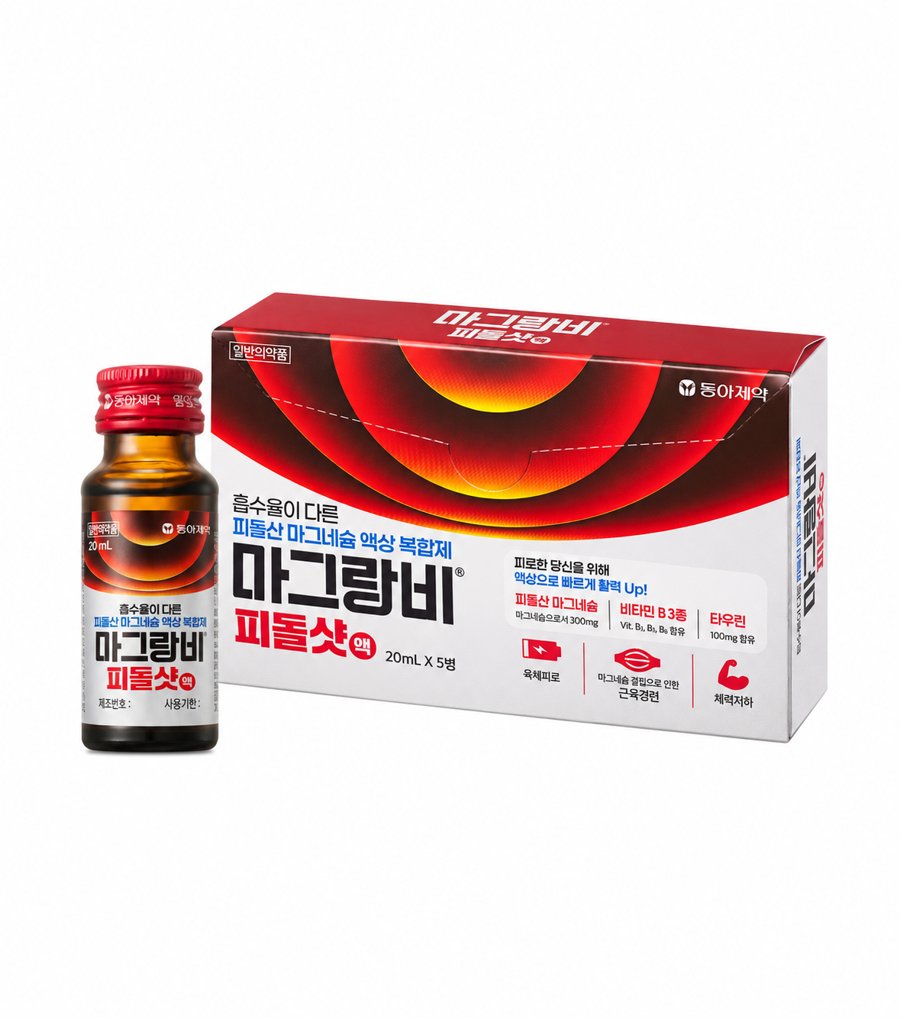 마그랑비®
피돌샷 액
일반의약품
동아제약
흡수율이 다른
피돌산 마그네슘 액상 복합제
마그랑비®
피돌샷 액
20mL X 5병
피로한 당신을 위해
액상으로 빠르게 활력 Up!
피돌산 마그네슘
마그네슘으로서 300mg
비타민 B 3종
타우린
100mg 함유
육체피로
마그네슘 결핍으로 인한
근육경련
체력저하
동아제약
일반의약품
20 mL
동아제약
흡수율이 다른
피돌산 마그네슘 액상 복합제
마그랑비®
피돌샷 액
제조번호 :
사용기한 :